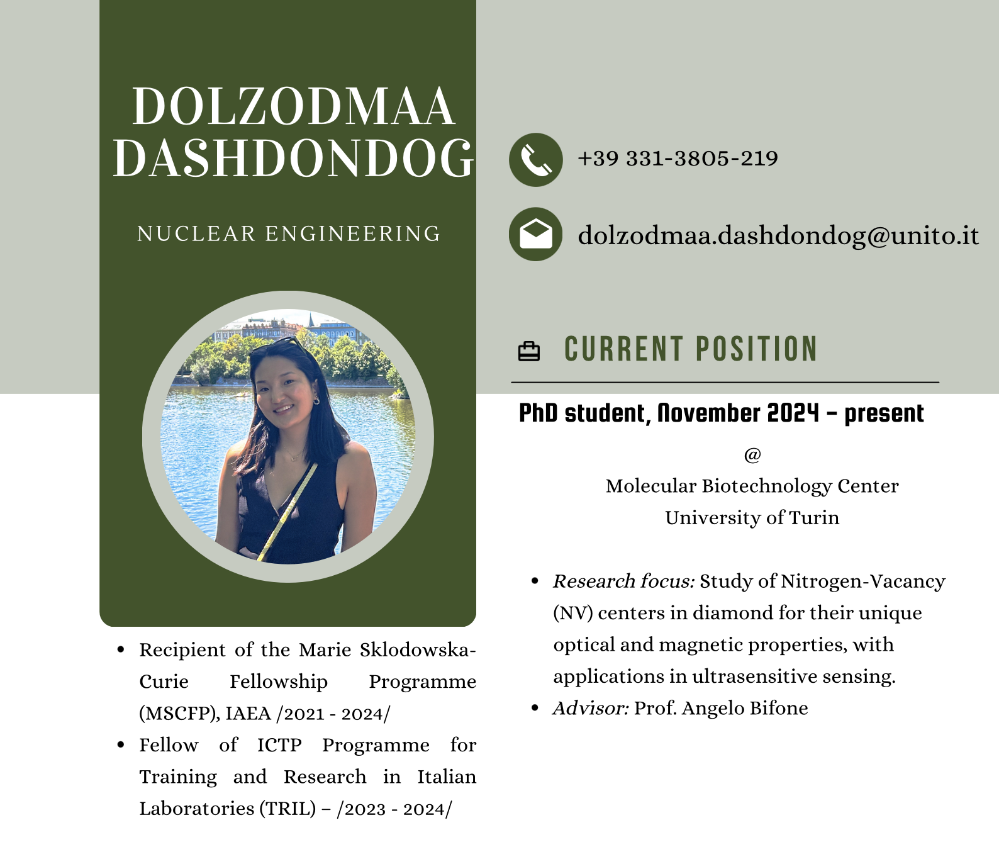 DOLZODMAA
DASHDONDOG
NUCLEAR ENGINEERING
+39 331-3805-219
dolzodmaa.dashdondog@unito.it
CURRENT POSITION
PhD student, November 2024 – present
@
Molecular Biotechnology Center
University of Turin
• Research focus: Study of Nitrogen-Vacancy
(NV) centers in diamond for their unique
optical and magnetic properties, with
applications in ultrasensitive sensing.
• Advisor: Prof. Angelo Bifone
• Recipient of the Marie Sklodowska-
Curie Fellowship Programme
(MSCFP), IAEA /2021 - 2024/
• Fellow of ICTP Programme for
Training and Research in Italian
Laboratories (TRIL) – /2023 - 2024/